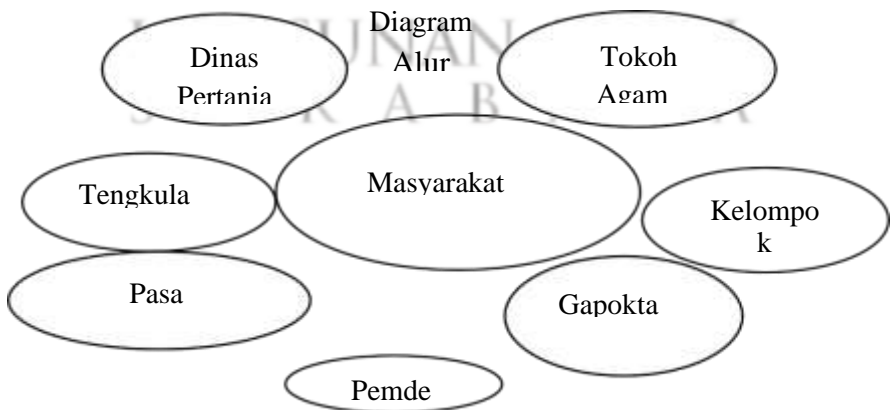 Diagram
Alur
Dinas
Pertania
Tokoh
Agam
Masyarakat
Tengkula
Kelompo
k
Pasa
Gapokta
Pemde